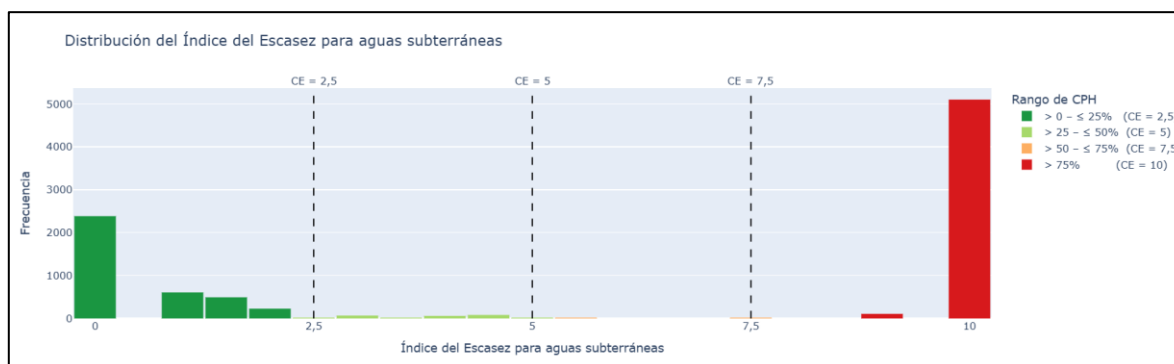 Distribución del Índice del Escasez para aguas subterráneas
CE = 2,5
CE = 5
CE = 7,5
Rango de CPH
> 0 – ≤ 25% (CE = 2,5
> 25 – ≤ 50% (CE = 5)
> 50 – ≤ 75% (CE = 7,5
> 75% (CE = 10)
Frecuencia
5000
4000
3000
2000
1000
0
0
2,5
5
7,5
10
Índice del Escasez para aguas subterráneas